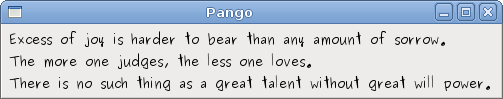 Pango
Excess of joy is harder to bear than any amount of sorrow.
The more one judges, the less one loves.
There is no such thing as a great talent without great will power.